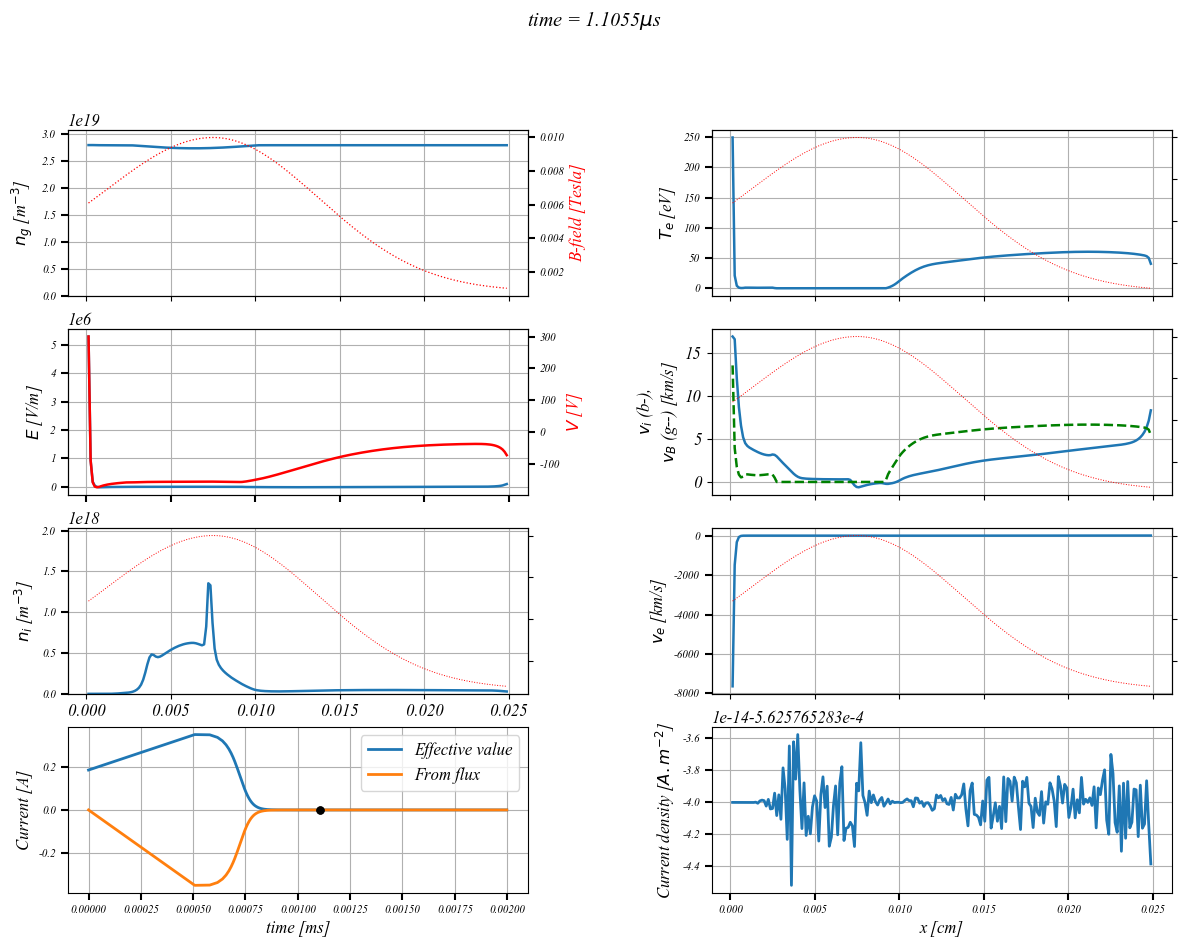 time = 1.1055μs
1e19
3.0
2.5
2.0
1.5
1.0
0.5
0.0
n_g [m^{-3}]
0.010
0.008
0.006
0.004
0.002
B-field [Tesla]
250
200
150
100
50
0
T_e [eV]
1e6
5
4
3
2
1
0
E [V/m]
300
200
100
0
-100
V [V]
15
10
5
0
v_i (b-),
v_B (g--) [km/s]
1e18
2.0
1.5
1.0
0.5
0.0
n_i [m^{-3}]
0.000 0.005 0.010 0.015 0.020 0.025
0
-2000
-4000
-6000
-8000
v_e [km/s]
0.2
0.0
-0.2
Current [A]
Effective value
From flux
0.00000 0.00025 0.00050 0.00075 0.00100 0.00125 0.00150 0.00175 0.00200
time [ms]
1e-14-5.625765283e-4
-3.6
-3.8
-4.0
-4.2
-4.4
Current density [A.m^{-2}]
0.000 0.005 0.010 0.015 0.020 0.025
x [cm]